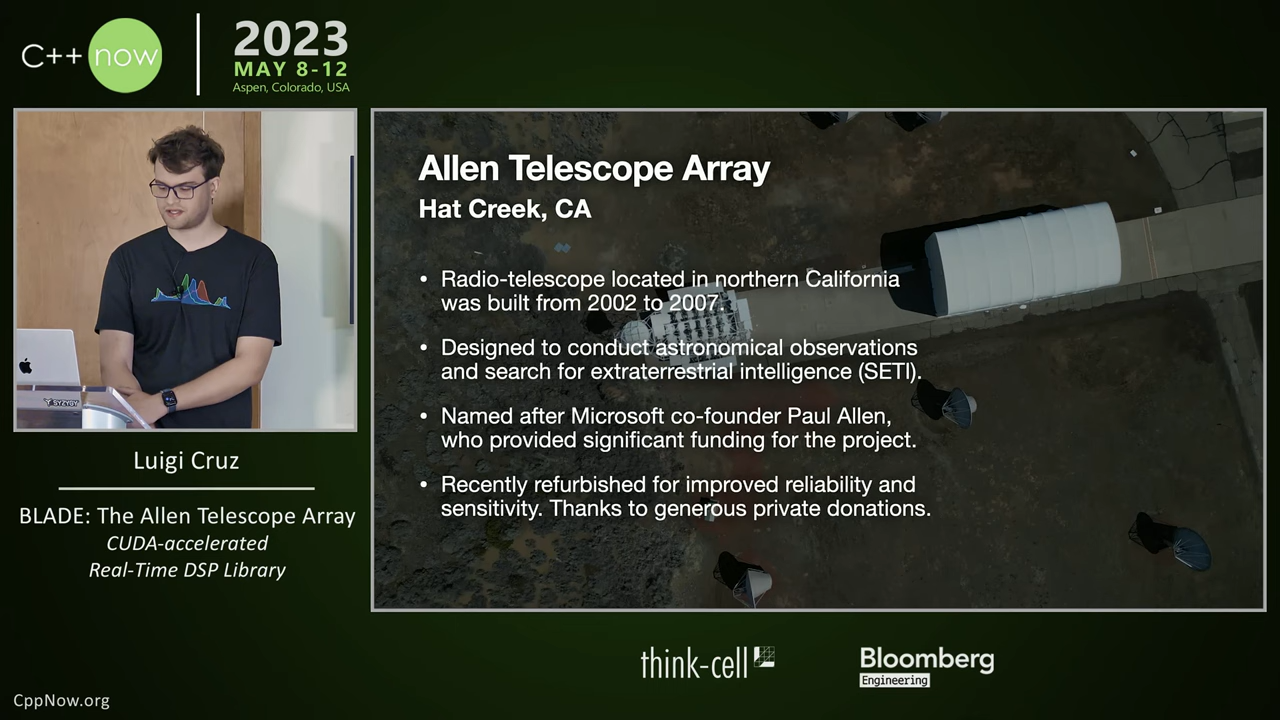 C++ now
2023
MAY 8-12
Aspen, Colorado, USA
Allen Telescope Array
Hat Creek, CA
• Radio-telescope located in northern California
was built from 2002 to 2007.
• Designed to conduct astronomical observations
and search for extraterrestrial intelligence (SETI).
• Named after Microsoft co-founder Paul Allen,
who provided significant funding for the project.
• Recently refurbished for improved reliability and
sensitivity. Thanks to generous private donations.
SYZYGY
Luigi Cruz
BLADE: The Allen Telescope Array
CUDA-accelerated
Real-Time DSP Library
think-cell
Bloomberg
Engineering
CppNow.org